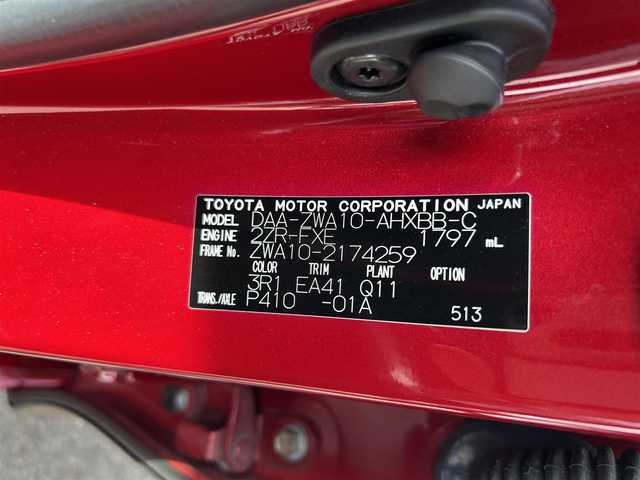 TOYOTA MOTOR CORPORATION JAPAN
MODEL DAA-ZWA10-AHXBB-C
ENGINE 2ZR-FXE 1797 mL
FRAME No. ZWA10-2174259
COLOR TRIM PLANT OPTION
3R1 EA41 Q11
TRANS./AXLE P410 -01A
513